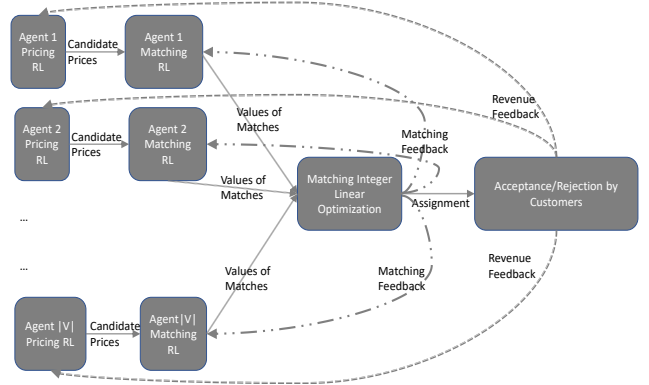 Agent 1
Pricing
RL
Candidate
Prices
Agent 1
Matching
RL
Values of
Matches
Revenue
Feedback
Matching
Feedback
Agent 2
Pricing
RL
Candidate
Prices
Agent 2
Matching
RL
Values of
Matches
Matching Integer
Linear
Optimization
Assignment
Acceptance/Rejection by
Customers
...
...
Values of
Matches
Matching
Feedback
Revenue
Feedback
Agent |V|
Pricing RL
Candidate
Prices
Agent|V|
Matching
RL